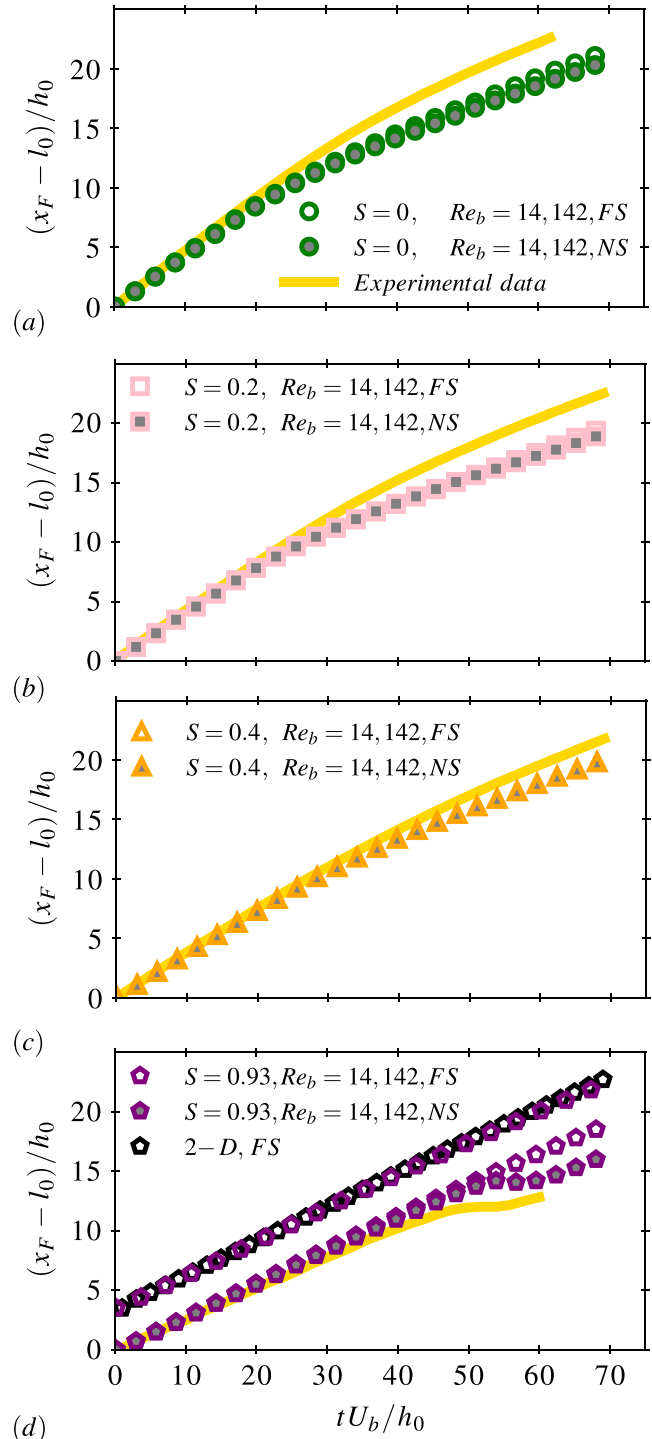 20
15
10
5
0
(x_F − l_0)/h_0
S = 0, Re_b = 14,142, FS
S = 0, Re_b = 14,142, NS
Experimental data
(a)
20
15
10
5
0
(x_F − l_0)/h_0
S = 0.2, Re_b = 14,142, FS
S = 0.2, Re_b = 14,142, NS
(b)
20
15
10
5
0
(x_F − l_0)/h_0
S = 0.4, Re_b = 14,142, FS
S = 0.4, Re_b = 14,142, NS
(c)
20
15
10
5
0
(x_F − l_0)/h_0
S = 0.93, Re_b = 14,142, FS
S = 0.93, Re_b = 14,142, NS
2−D, FS
0 10 20 30 40 50 60 70
tU_b/h_0
(d)